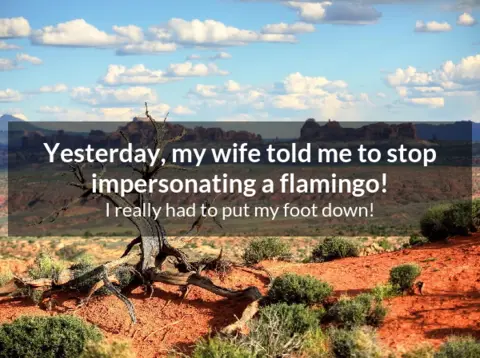 Yesterday, my wife told me to stop
impersonating a flamingo!
I really had to put my foot down!